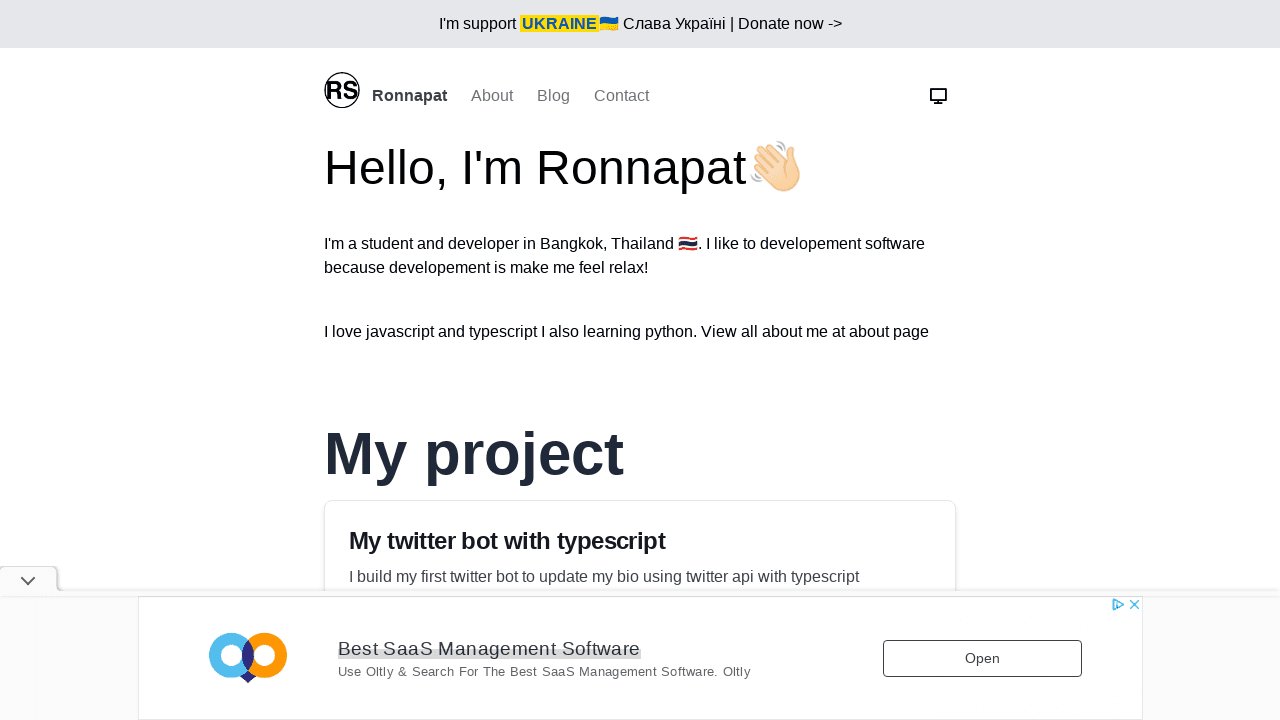 I'm support UKRAINE🇺🇦 Слава Україні | Donate now ->
RS Ronnapat About Blog Contact
Hello, I'm Ronnapat👋🏻
I'm a student and developer in Bangkok, Thailand 🇹🇭. I like to developement software
because developement is make me feel relax!
I love javascript and typescript I also learning python. View all about me at about page
My project
My twitter bot with typescript
I build my first twitter bot to update my bio using twitter api with typescript
Best SaaS Management Software
Use Oltly & Search For The Best SaaS Management Software. Oltly
Open